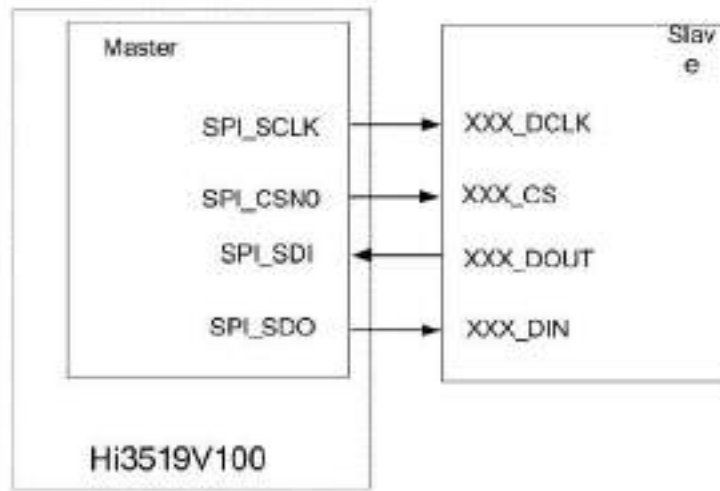 Master
Slav
e
SPI_SCLK
XXX_DCLK
SPI_CSN0
XXX_CS
SPI_SDI
XXX_DOUT
SPI_SDO
XXX_DIN
Hi3519V100